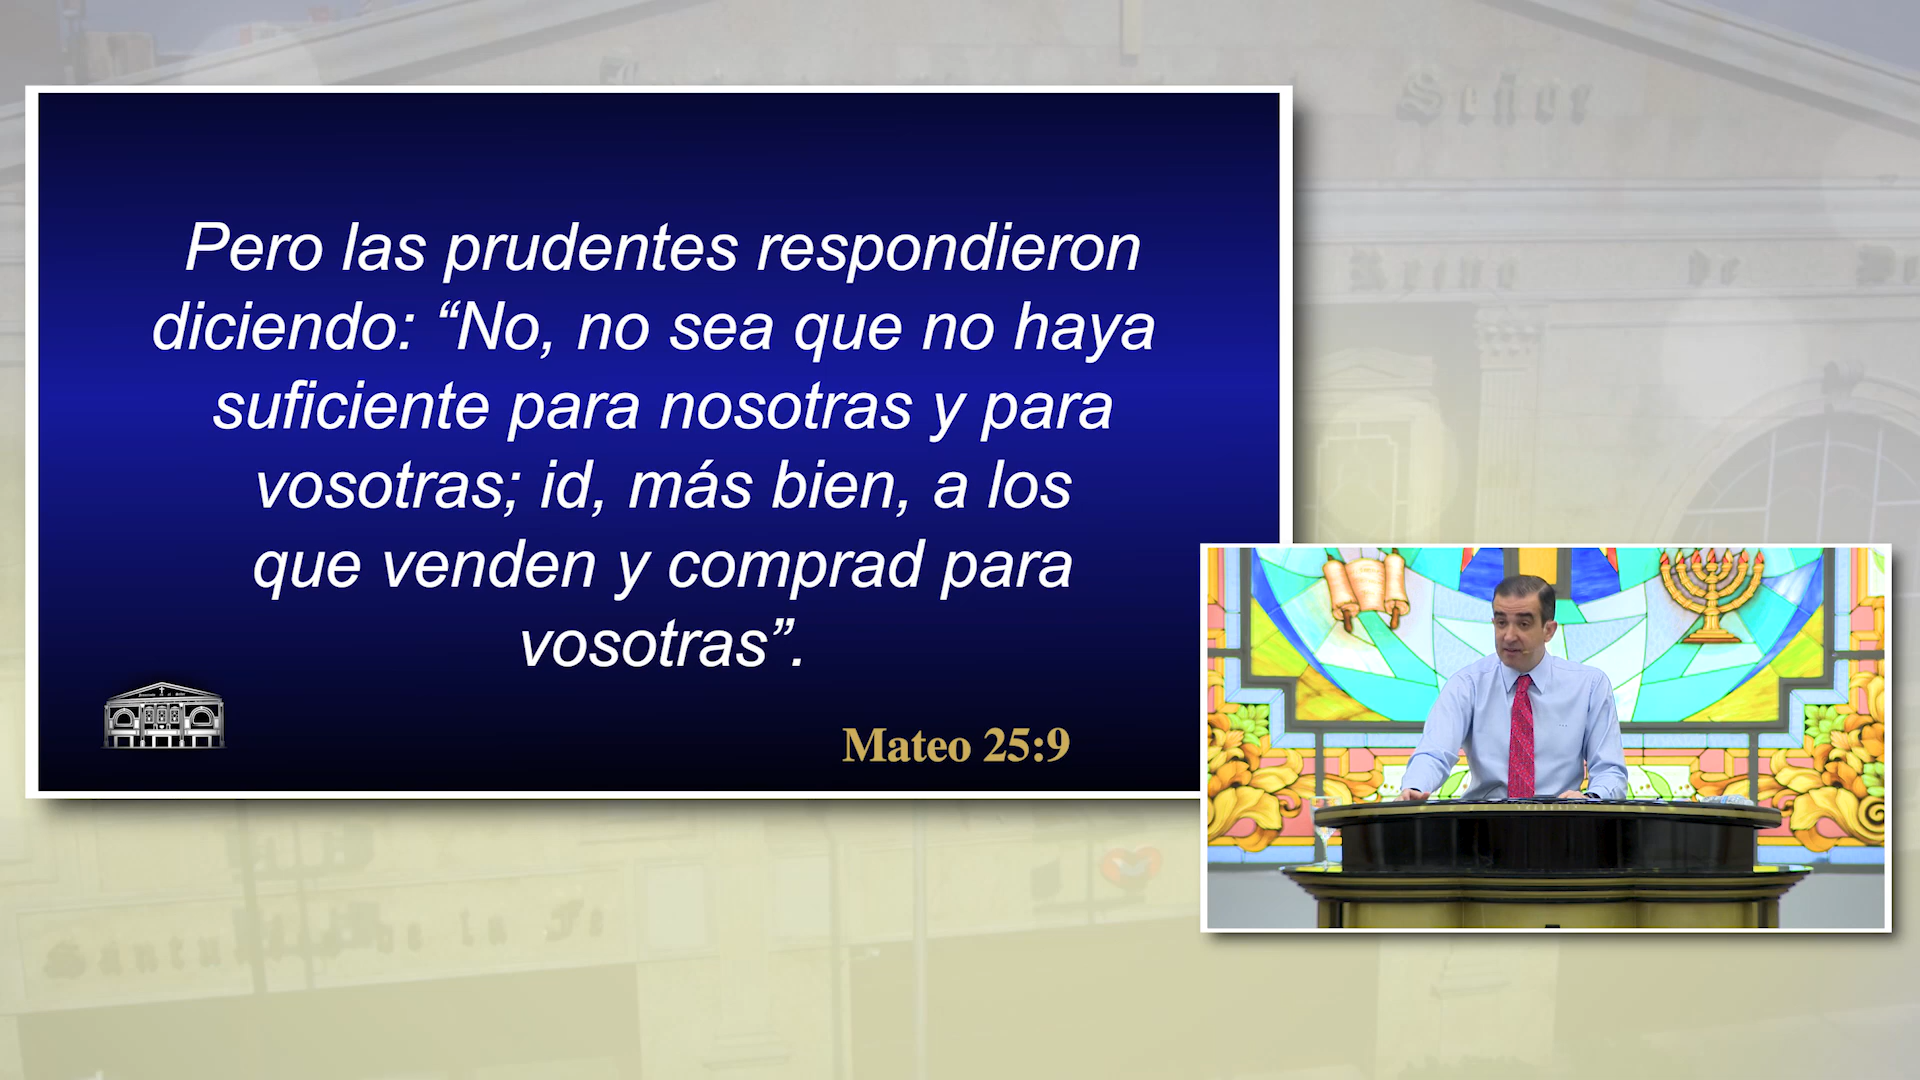 Señor
Pero las prudentes respondieron
diciendo: “No, no sea que no haya
suficiente para nosotras y para
vosotras; id, más bien, a los
que venden y comprad para
vosotras”.
Mateo 25:9